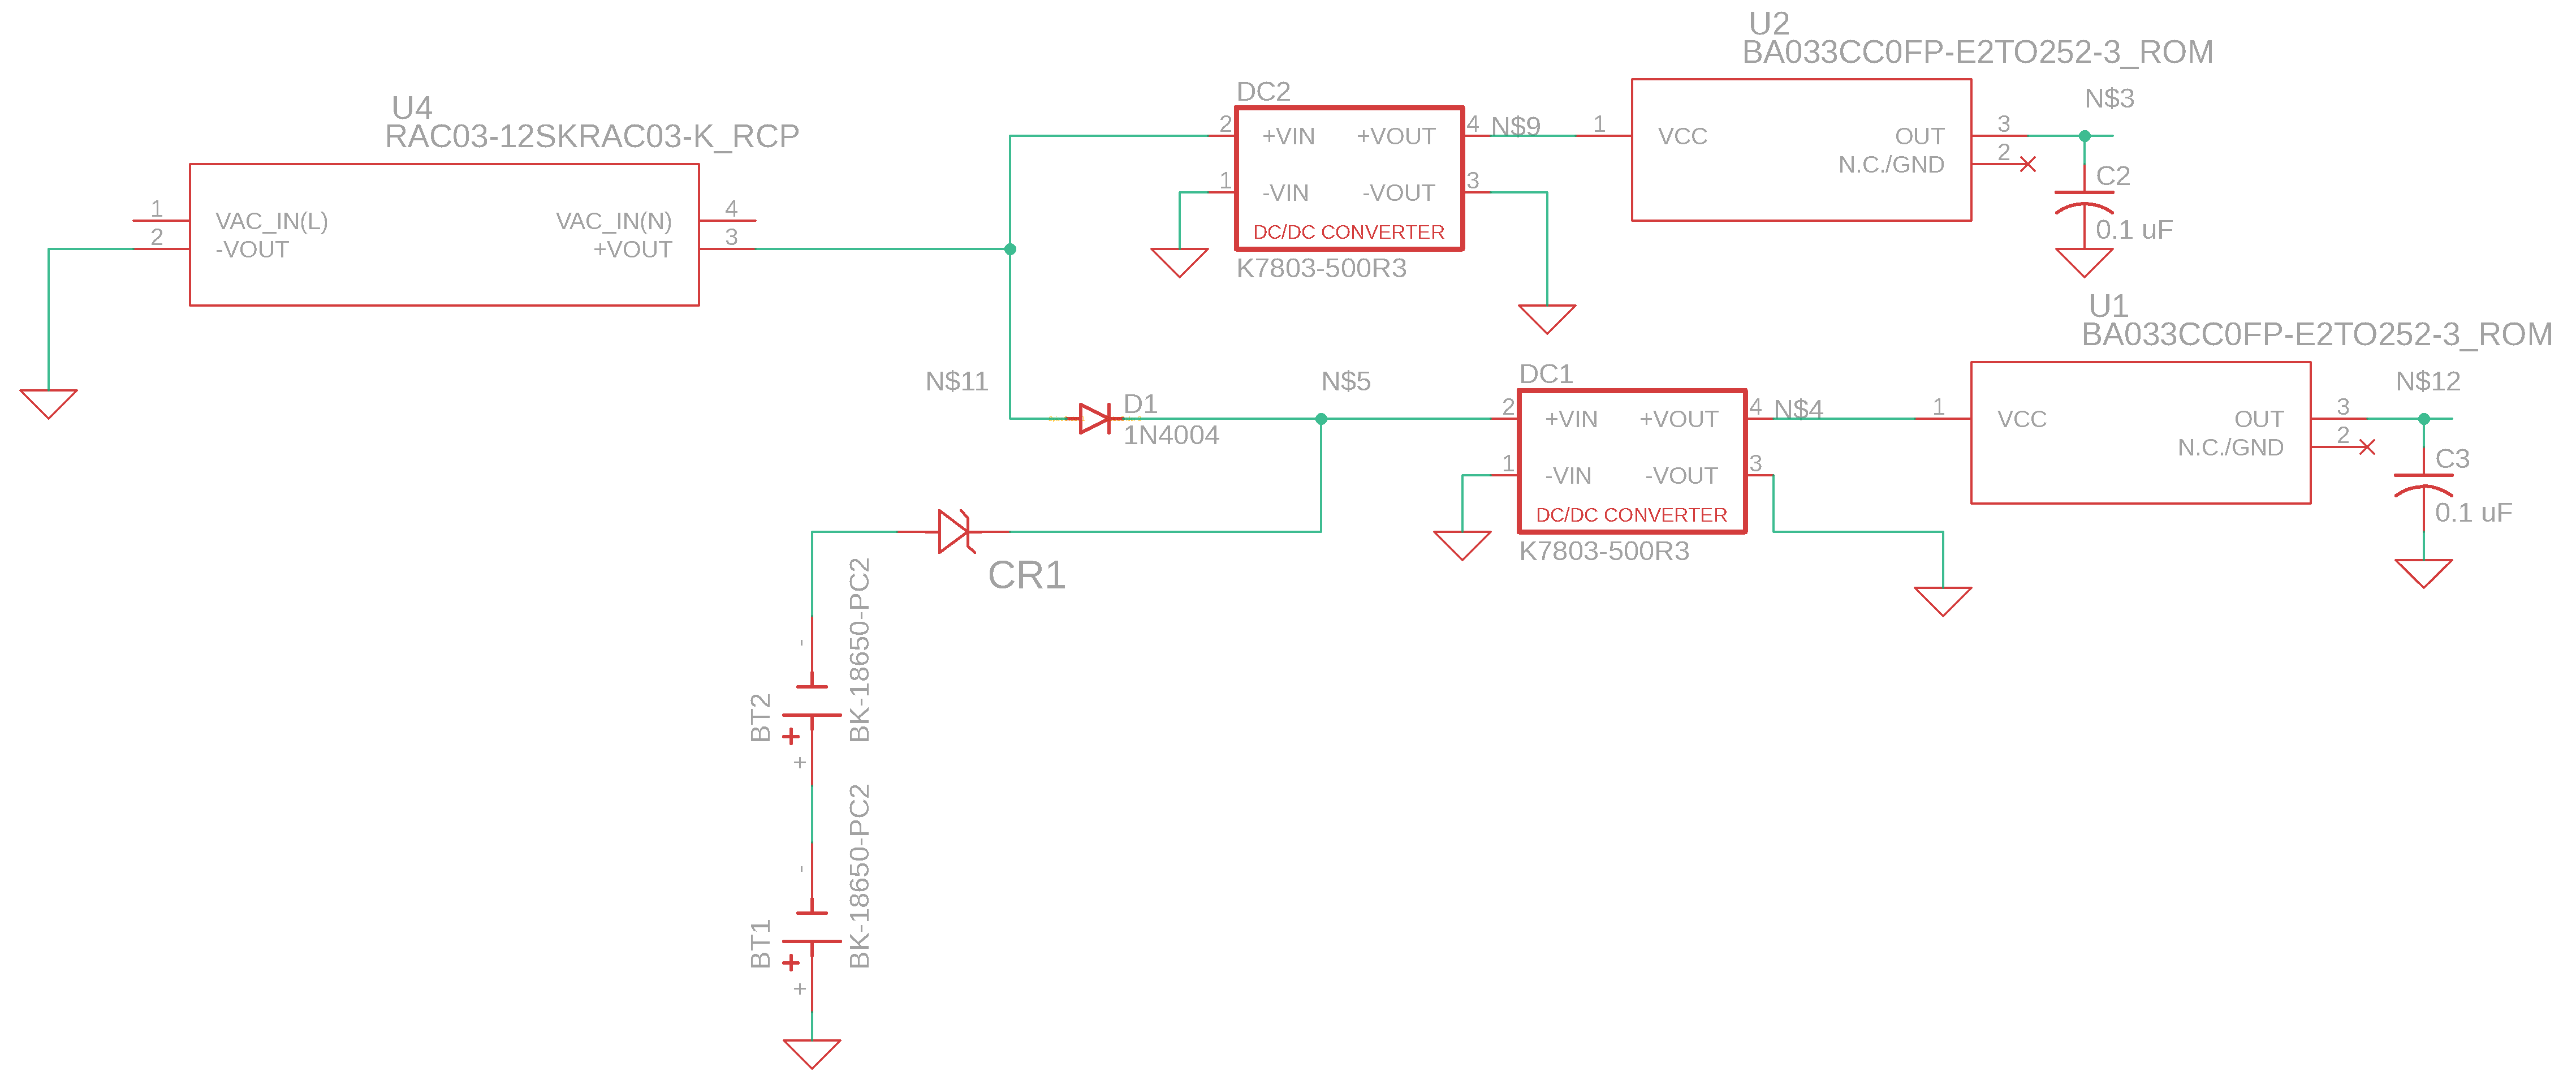 U2
BA033CC0FP-E2TO252-3_ROM
U4
RAC03-12SKRAC03-K_RCP
1
VAC_IN(L)
VAC_IN(N)
4
2
-VOUT
+VOUT
3
DC2
2
+VIN
+VOUT
4
N$9
1
-VIN
-VOUT
3
DC/DC CONVERTER
K7803-500R3
1
VCC
OUT
3
N$3
N.C./GND
2
C2
0.1 uF
U1
BA033CC0FP-E2TO252-3_ROM
N$11
D1
1N4004
N$5
DC1
2
+VIN
+VOUT
4
N$4
1
-VIN
-VOUT
3
DC/DC CONVERTER
K7803-500R3
1
VCC
OUT
3
N$12
N.C./GND
2
C3
0.1 uF
CR1
BT2
-
+
+
BK-18650-PC2
BT1
-
+
+
BK-18650-PC2